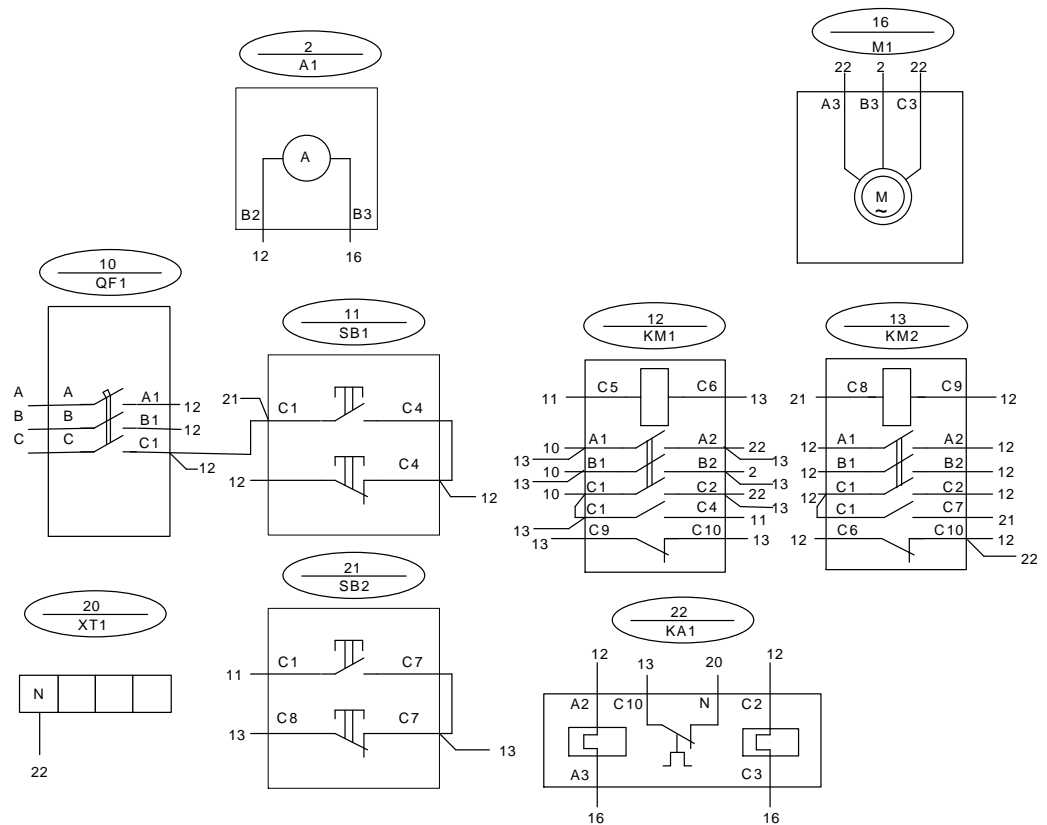 2
A1
A
B2 B3
12 16
16
M1
22 2 22
A3 B3 C3
M
~
10
QF1
A A A1 12
B B B1 12
C C C1
12
11
SB1
21 C1 C4
12 C4 12
12
KM1
11 C5 C6 13
10 A1 A2 22
13 13
10 B1 B2 2
13 13
10 C1 C2 22
13
C1 C4 11
13
13 C9 C10 13
13
KM2
21 C8 C9 12
12 A1 A2 12
12 B1 B2 12
12 C1 C2 12
C1 C7 21
12 C6 C10 12
22
20
XT1
N
22
21
SB2
11 C1 C7
13 C8 C7 13
22
KA1
12 13 20 12
A2 C10 N C2
A3 C3
16 16